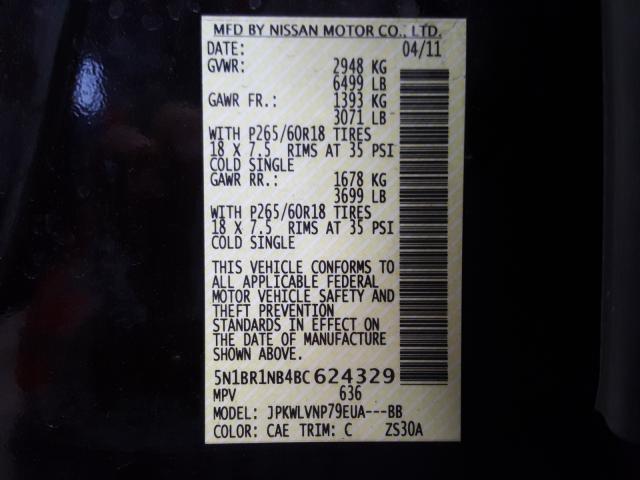 MFD BY NISSAN MOTOR CO., LTD.
DATE: 04/11
GVWR: 2948 KG
6499 LB
GAWR FR.: 1393 KG
3071 LB
WITH P265/60R18 TIRES
18 X 7.5 RIMS AT 35 PSI
COLD SINGLE
GAWR RR.: 1678 KG
3699 LB
WITH P265/60R18 TIRES
18 X 7.5 RIMS AT 35 PSI
COLD SINGLE
THIS VEHICLE CONFORMS TO
ALL APPLICABLE FEDERAL
MOTOR VEHICLE SAFETY AND
THEFT PREVENTION
STANDARDS IN EFFECT ON
THE DATE OF MANUFACTURE
SHOWN ABOVE.
5N1BR1NB4BC624329
MPV 636
MODEL: JPKWLVNP79EUA---BB
COLOR: CAE TRIM: C ZS30A